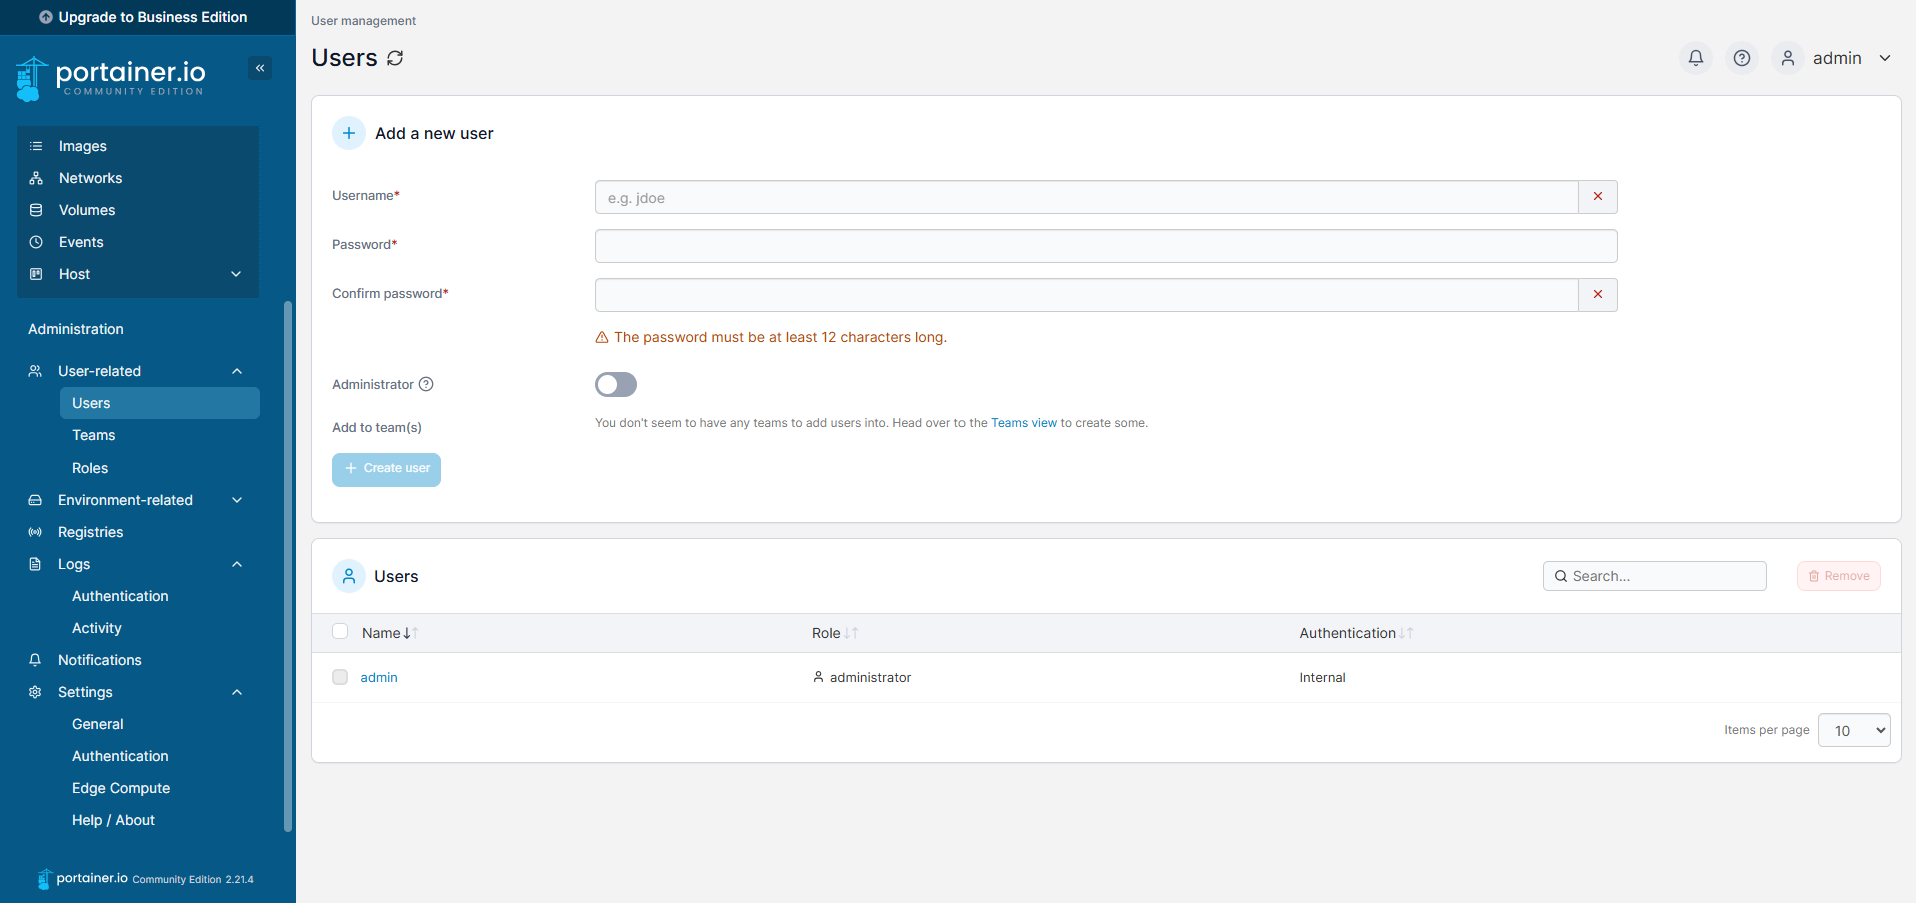 Upgrade to Business Edition
portainer.io
COMMUNITY EDITION
Images
Networks
Volumes
Events
Host
Administration
User-related
Users
Teams
Roles
Environment-related
Registries
Logs
Authentication
Activity
Notifications
Settings
General
Authentication
Edge Compute
Help / About
portainer.io Community Edition 2.21.4
User management
Users
admin
Add a new user
Username*
e.g. jdoe
Password*
Confirm password*
The password must be at least 12 characters long.
Administrator
Add to team(s)
You don't seem to have any teams to add users into. Head over to the Teams view to create some.
Create user
Users
Search...
Remove
Name Role Authentication
admin administrator Internal
Items per page 10